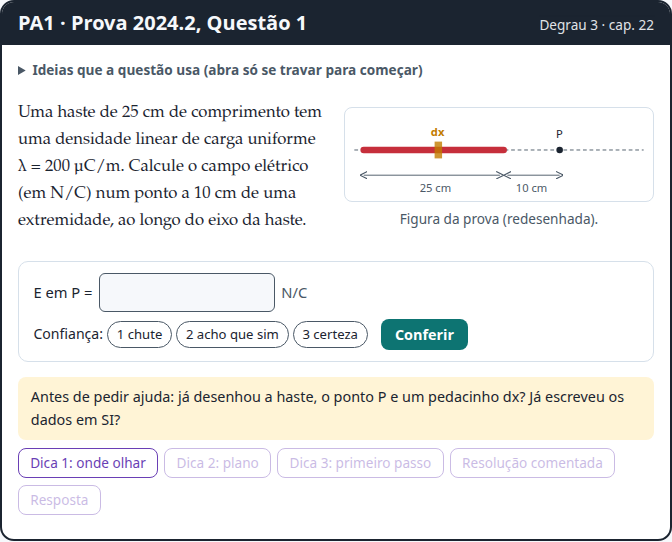 PA1 · Prova 2024.2, Questão 1
Degrau 3 · cap. 22
▶ Ideias que a questão usa (abra só se travar para começar)
Uma haste de 25 cm de comprimento tem
uma densidade linear de carga uniforme
λ = 200 μC/m. Calcule o campo elétrico
(em N/C) num ponto a 10 cm de uma
extremidade, ao longo do eixo da haste.
dx
P
25 cm
10 cm
Figura da prova (redesenhada).
E em P =
N/C
Confiança: 1 chute 2 acho que sim 3 certeza Conferir
Antes de pedir ajuda: já desenhou a haste, o ponto P e um pedacinho dx? Já escreveu os
dados em SI?
Dica 1: onde olhar Dica 2: plano Dica 3: primeiro passo Resolução comentada
Resposta